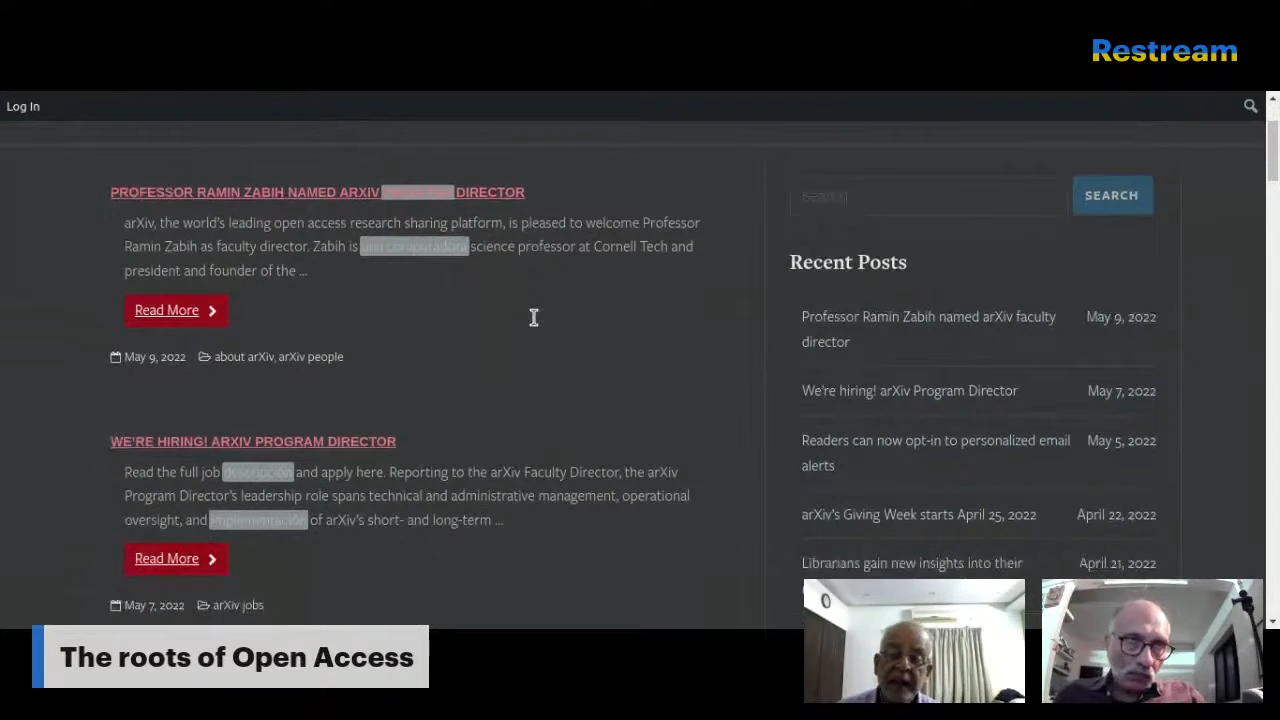 Restream
Log In
PROFESSOR RAMIN ZABIH NAMED ARXIV DIRECTOR
arXiv, the world's leading open access research sharing platform, is pleased to welcome Professor
Ramin Zabih as faculty director. Zabih is una computadora science professor at Cornell Tech and
president and founder of the ...
Read More
May 9, 2022 about arXiv, arXiv people
WE'RE HIRING! ARXIV PROGRAM DIRECTOR
Read the full job descripción and apply here. Reporting to the arXiv Faculty Director, the arXiv
Program Director's leadership role spans technical and administrative management, operational
oversight, and implementación of arXiv's short- and long-term ...
Read More
May 7, 2022 arXiv jobs
SEARCH
Recent Posts
Professor Ramin Zabih named arXiv faculty May 9, 2022
director
We're hiring! arXiv Program Director May 7, 2022
Readers can now opt-in to personalized email May 5, 2022
alerts
arXiv's Giving Week starts April 25, 2022 April 22, 2022
Librarians gain new insights into their April 21, 2022
The roots of Open Access